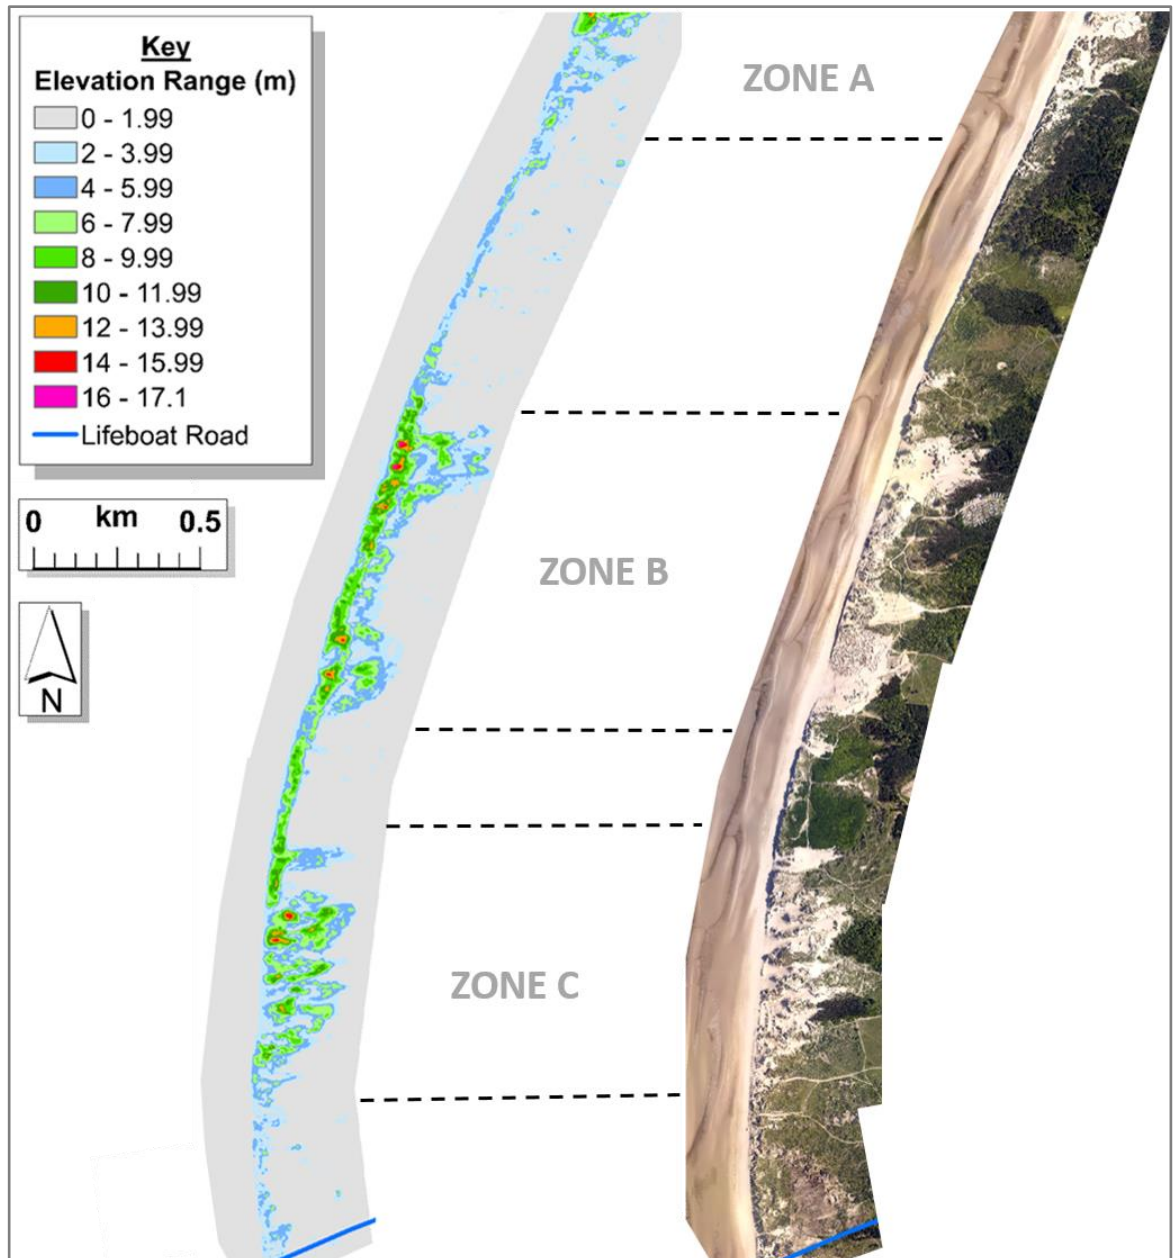 Key
Elevation Range (m)
0 - 1.99
2 - 3.99
4 - 5.99
6 - 7.99
8 - 9.99
10 - 11.99
12 - 13.99
14 - 15.99
16 - 17.1
Lifeboat Road
0 km 0.5
N
ZONE A
ZONE B
ZONE C